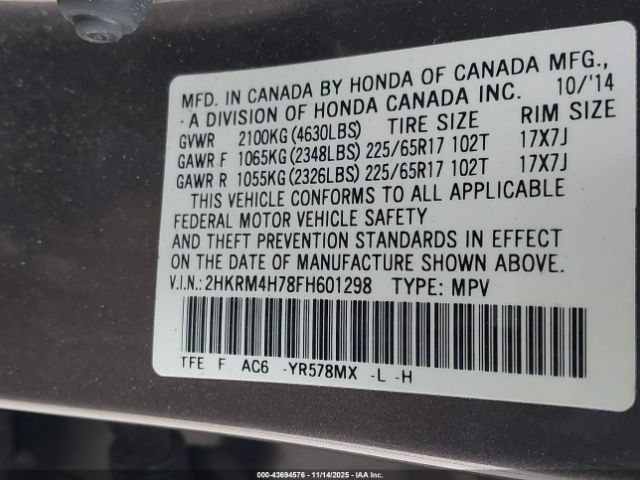 MFD. IN CANADA BY HONDA OF CANADA MFG.,
A DIVISION OF HONDA CANADA INC. 10/'14
GVWR 2100KG(4630LBS) TIRE SIZE RIM SIZE
GAWR F 1065KG(2348LBS) 225/65R17 102T 17X7J
GAWR R 1055KG(2326LBS) 225/65R17 102T 17X7J
THIS VEHICLE CONFORMS TO ALL APPLICABLE
FEDERAL MOTOR VEHICLE SAFETY
AND THEFT PREVENTION STANDARDS IN EFFECT
ON THE DATE OF MANUFACTURE SHOWN ABOVE.
V.I.N.:2HKRM4H78FH601298 TYPE: MPV
TFE F AC6 -YR578MX -L -H
000-43694576 - 11/14/2025 - IAA Inc.